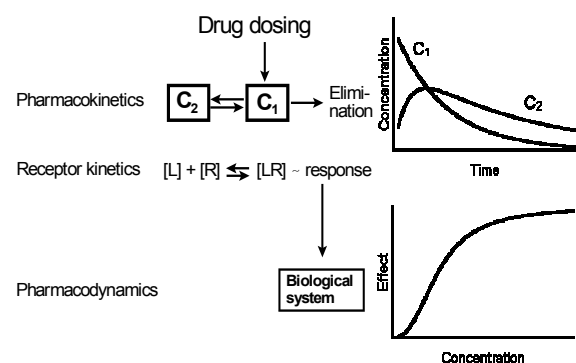 Drug dosing
Pharmacokinetics
C2
C1
Elimi-
nation
Concentration
C1
C2
Time
Receptor kinetics
[L] + [R] ⇌ [LR] ~ response
Pharmacodynamics
Biological
system
Effect
Concentration